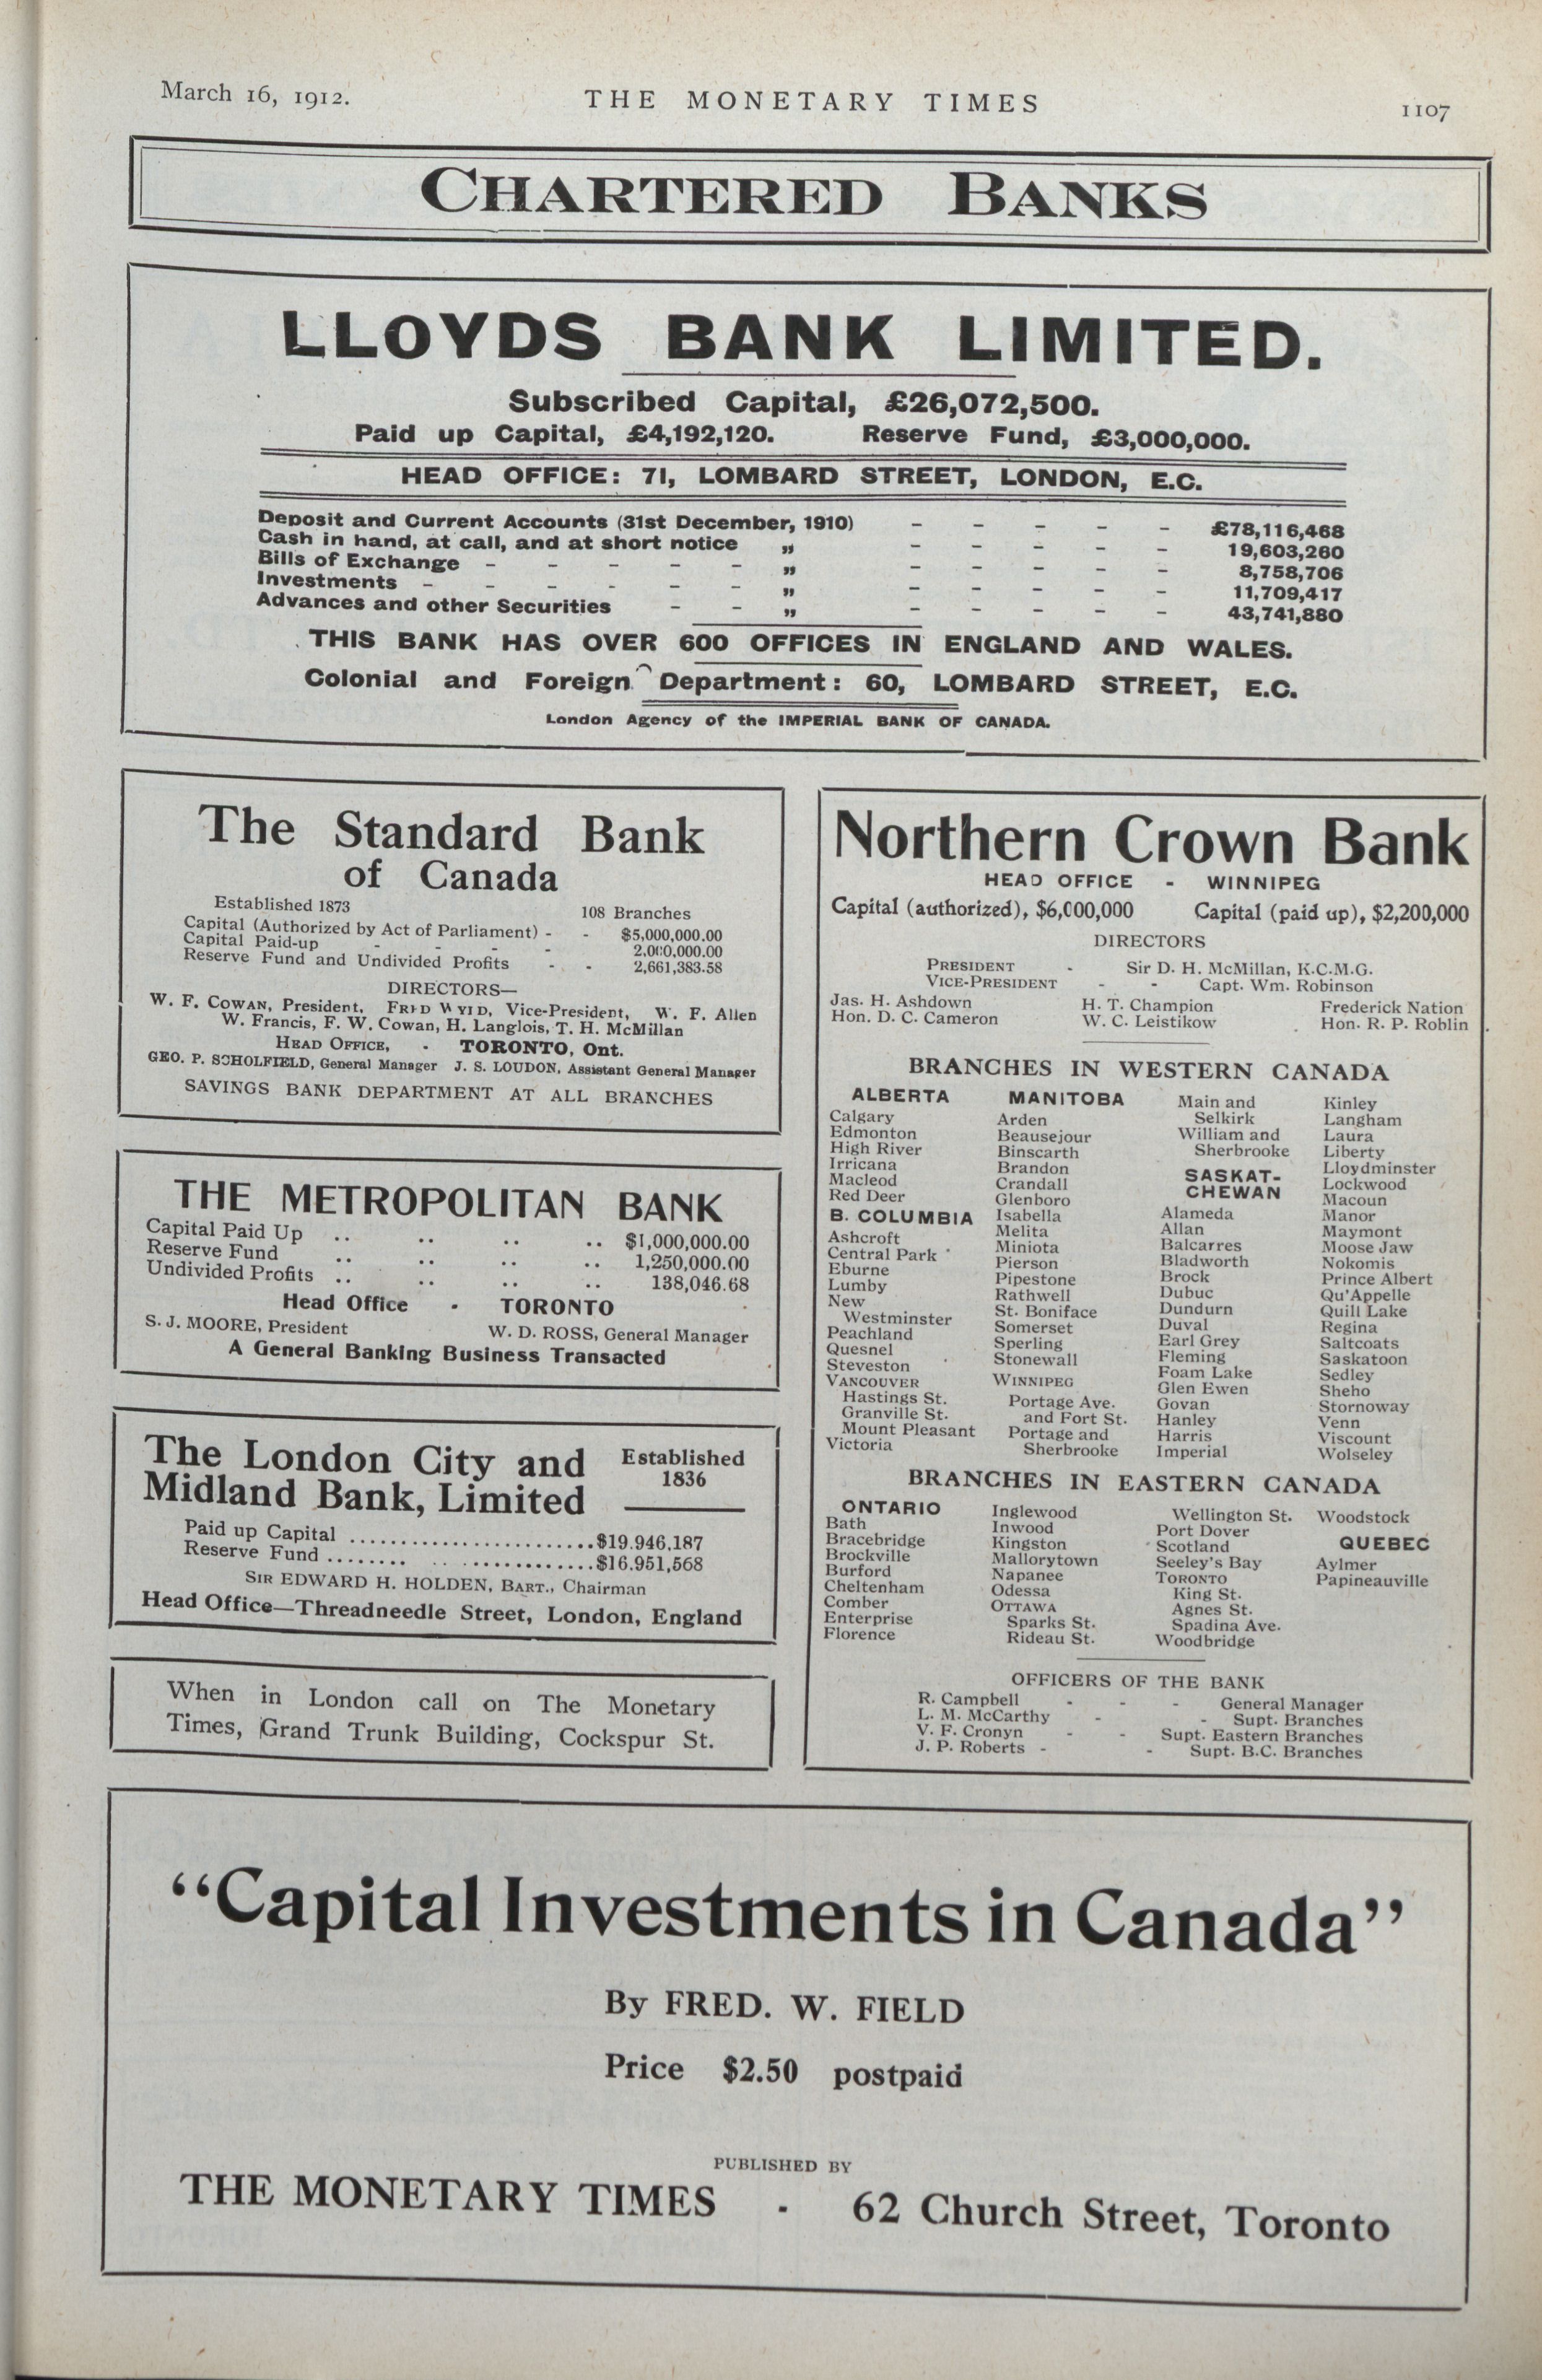 March 16, 1912.
THE MONETARY TIMES
1107
CHARTERED BANKS
LLOYDS BANK LIMITED.
Subscribed Capital, £26,072,500.
Paid up Capital, £4,192,120. Reserve Fund, £3,000,000.
HEAD OFFICE: 71, LOMBARD STREET, LONDON, E.C.
Deposit and Current Accounts (31st December, 1910) - - - - - £78,116,468
Cash in hand, at call, and at short notice „ - - - - - 19,603,260
Bills of Exchange - - - - - „ - - - - - 8,758,706
Investments - - - - - „ - - - - - 11,709,417
Advances and other Securities - - „ - - - - - 43,741,880
THIS BANK HAS OVER 600 OFFICES IN ENGLAND AND WALES.
Colonial and Foreign Department: 60, LOMBARD STREET, E.C.
London Agency of the IMPERIAL BANK OF CANADA.
The Standard Bank
of Canada
Established 1873 108 Branches
Capital (Authorized by Act of Parliament) - - $5,000,000.00
Capital Paid-up - - - - 2,000,000.00
Reserve Fund and Undivided Profits - - 2,661,383.58
DIRECTORS—
W. F. COWAN, President, FRED WYLD, Vice-President, W. F. Allen
W. Francis, F. W. Cowan, H. Langlois, T. H. McMillan
HEAD OFFICE, - TORONTO, Ont.
GEO. P. SCHOLFIELD, General Manager J. S. LOUDON, Assistant General Manager
SAVINGS BANK DEPARTMENT AT ALL BRANCHES
THE METROPOLITAN BANK
Capital Paid Up .. .. .. .. $1,000,000.00
Reserve Fund .. .. .. .. 1,250,000.00
Undivided Profits .. .. .. .. 138,046.68
Head Office - TORONTO
S. J. MOORE, President W. D. ROSS, General Manager
A General Banking Business Transacted
The London City and
Midland Bank, Limited
Established
1836
Paid up Capital ........................$19.946,187
Reserve Fund ........ .. .............$16.951,568
SIR EDWARD H. HOLDEN, BART., Chairman
Head Office—Threadneedle Street, London, England
When in London call on The Monetary
Times, Grand Trunk Building, Cockspur St.
Northern Crown Bank
HEAD OFFICE - WINNIPEG
Capital (authorized), $6,000,000 Capital (paid up), $2,200,000
DIRECTORS
PRESIDENT - Sir D. H. McMillan, K.C.M.G.
VICE-PRESIDENT - - Capt. Wm. Robinson
Jas. H. Ashdown H. T. Champion Frederick Nation
Hon. D. C. Cameron W. C. Leistikow Hon. R. P. Roblin
BRANCHES IN WESTERN CANADA
ALBERTA
Calgary
Edmonton
High River
Irricana
Macleod
Red Deer
B. COLUMBIA
Ashcroft
Central Park
Eburne
Lumby
New
Westminster
Peachland
Quesnel
Steveston
VANCOUVER
Hastings St.
Granville St.
Mount Pleasant
Victoria
MANITOBA
Arden
Beausejour
Binscarth
Brandon
Crandall
Glenboro
Isabella
Melita
Miniota
Pierson
Pipestone
Rathwell
St. Boniface
Somerset
Sperling
Stonewall
WINNIPEG
Portage Ave.
and Fort St.
Portage and
Sherbrooke
Main and
Selkirk
William and
Sherbrooke
SASKAT-
CHEWAN
Alameda
Allan
Balcarres
Bladworth
Brock
Dubuc
Dundurn
Duval
Earl Grey
Fleming
Foam Lake
Glen Ewen
Govan
Hanley
Harris
Imperial
Kinley
Langham
Laura
Liberty
Lloydminster
Lockwood
Macoun
Manor
Maymont
Moose Jaw
Nokomis
Prince Albert
Qu'Appelle
Quill Lake
Regina
Saltcoats
Saskatoon
Sedley
Sheho
Stornoway
Venn
Viscount
Wolseley
BRANCHES IN EASTERN CANADA
ONTARIO
Bath
Bracebridge
Brockville
Burford
Cheltenham
Comber
Enterprise
Florence
Inglewood
Inwood
Kingston
Mallorytown
Napanee
Odessa
OTTAWA
Sparks St.
Rideau St.
Wellington St.
Port Dover
Scotland
Seeley's Bay
TORONTO
King St.
Agnes St.
Spadina Ave.
Woodbridge
Woodstock
QUEBEC
Aylmer
Papineauville
OFFICERS OF THE BANK
R. Campbell - - - General Manager
L. M. McCarthy - - Supt. Branches
V. F. Cronyn - - Supt. Eastern Branches
J. P. Roberts - - Supt. B.C. Branches
“Capital Investments in Canada”
By FRED. W. FIELD
Price $2.50 postpaid
PUBLISHED BY
THE MONETARY TIMES - 62 Church Street, Toronto